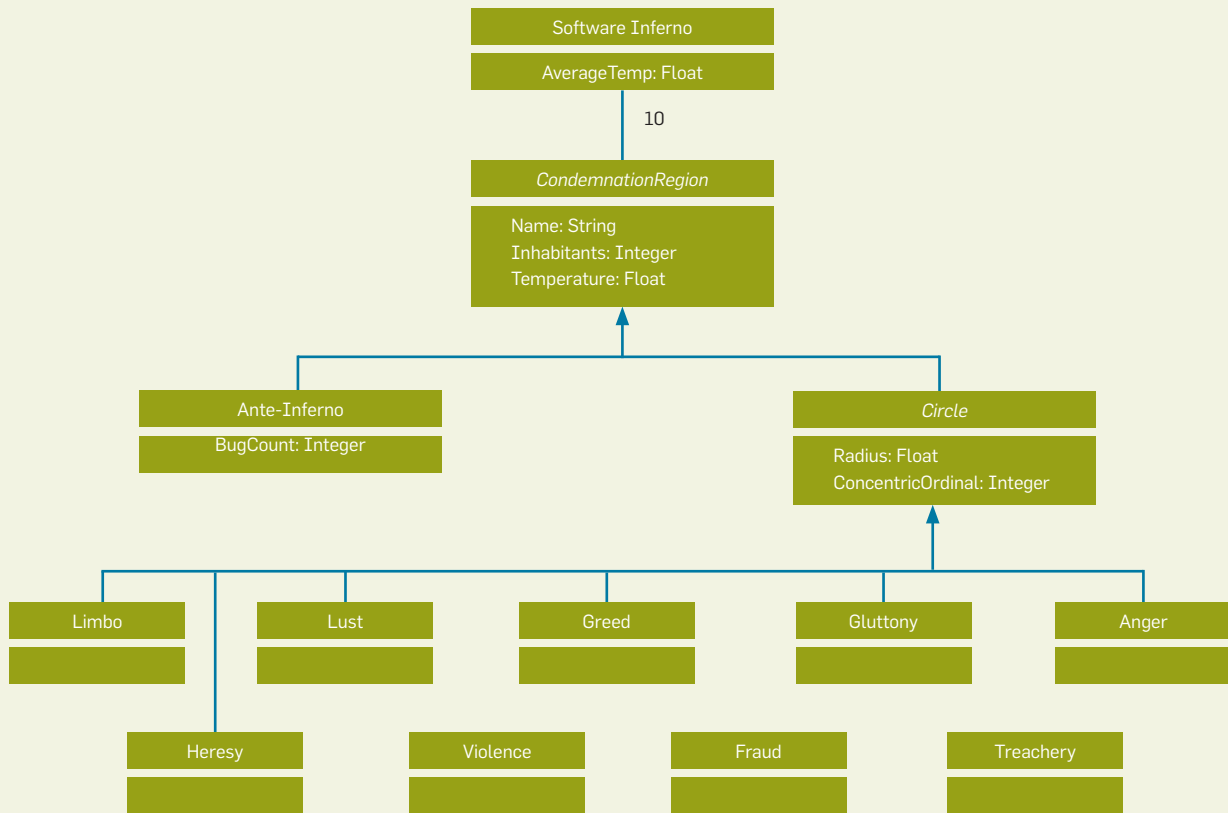 Software Inferno
AverageTemp: Float
10
CondemnationRegion
Name: String
Inhabitants: Integer
Temperature: Float
Ante-Inferno
BugCount: Integer
Circle
Radius: Float
ConcentricOrdinal: Integer
Limbo
Lust
Greed
Gluttony
Anger
Heresy
Violence
Fraud
Treachery